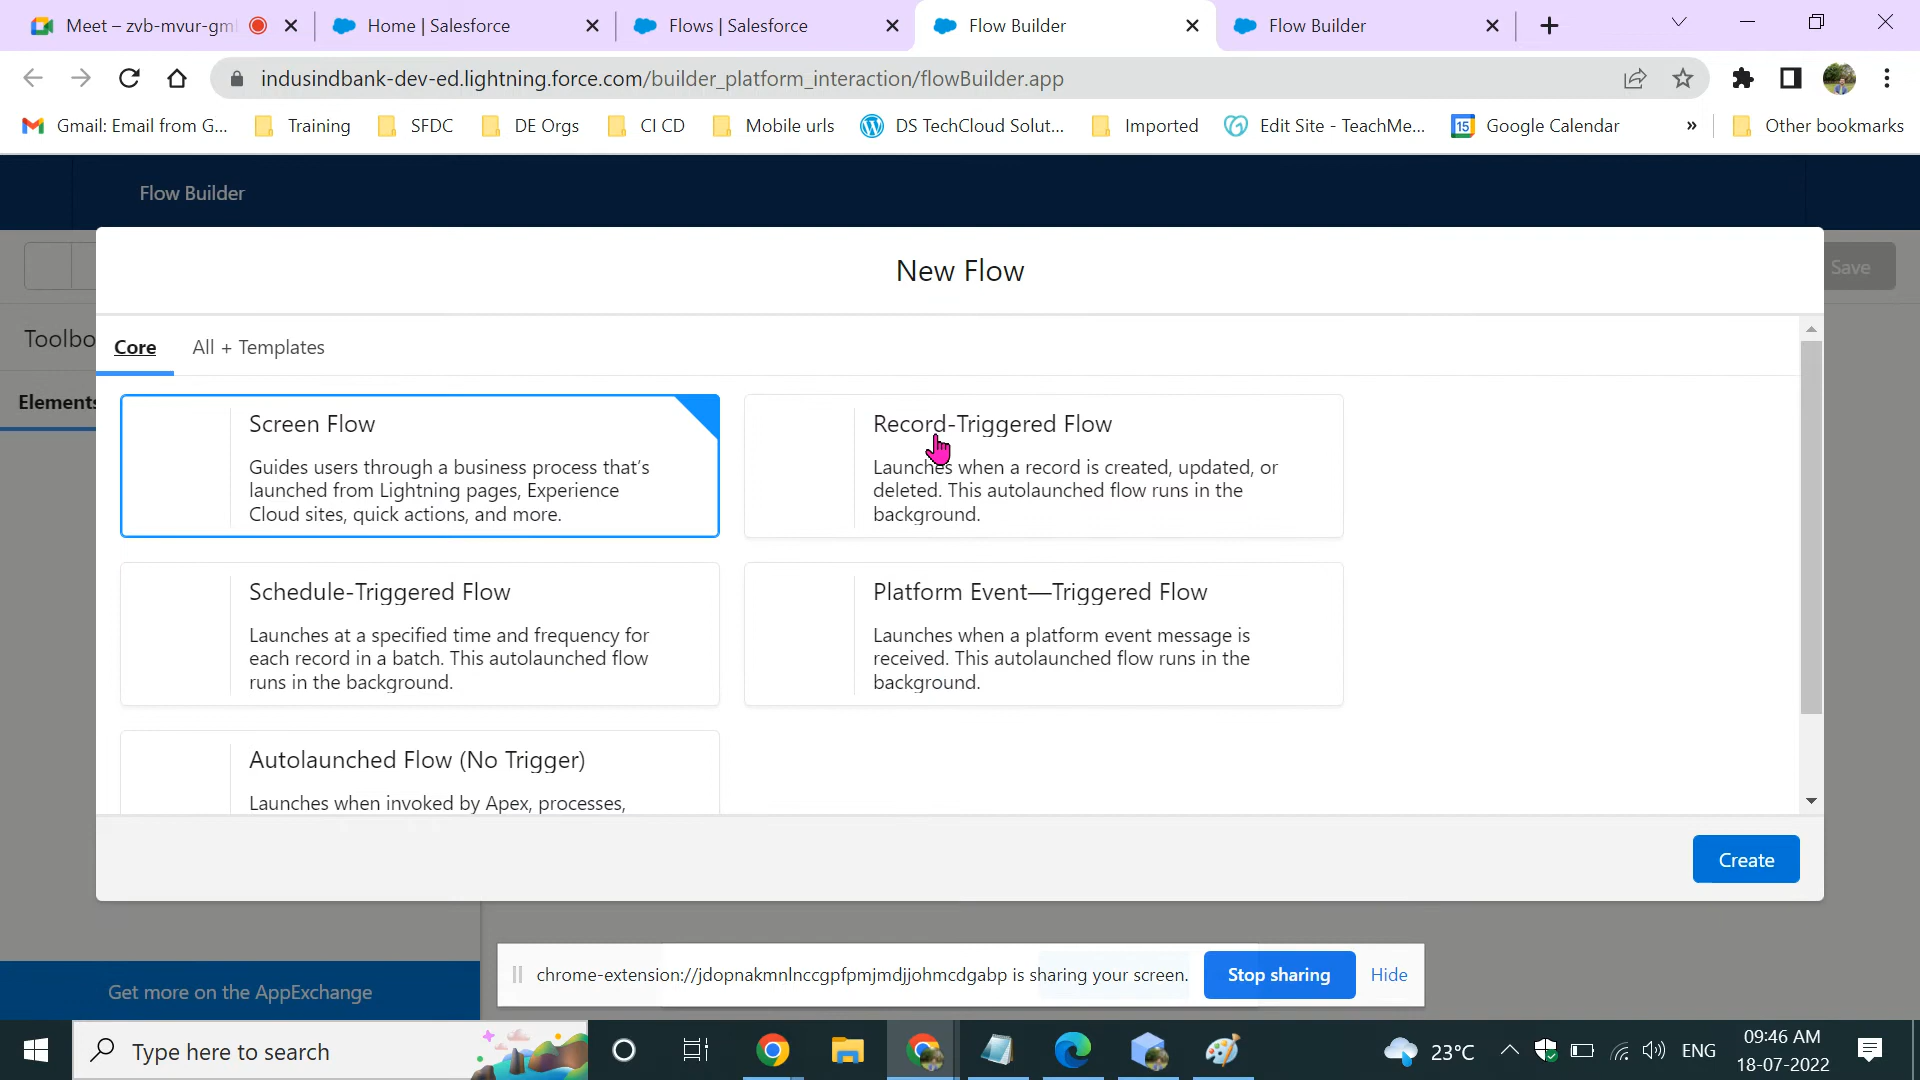 Meet – zvb-mvur-gm
Home | Salesforce
Flows | Salesforce
Flow Builder
Flow Builder
indusindbank-dev-ed.lightning.force.com/builder_platform_interaction/flowBuilder.app
Gmail: Email from G...
Training
SFDC
DE Orgs
CI CD
Mobile urls
DS TechCloud Solut...
Imported
Edit Site - TeachMe...
15
Google Calendar
»
Other bookmarks
Flow Builder
Save
New Flow
Toolbo
Core
All + Templates
Elements
Screen Flow
Guides users through a business process that's
launched from Lightning pages, Experience
Cloud sites, quick actions, and more.
Record-Triggered Flow
Launches when a record is created, updated, or
deleted. This autolaunched flow runs in the
background.
Schedule-Triggered Flow
Launches at a specified time and frequency for
each record in a batch. This autolaunched flow
runs in the background.
Platform Event—Triggered Flow
Launches when a platform event message is
received. This autolaunched flow runs in the
background.
Autolaunched Flow (No Trigger)
Launches when invoked by Apex, processes,
Create
chrome-extension://jdopnakmnlnccgpfpmjmdjjohmcdgabp is sharing your screen.
Stop sharing
Hide
Get more on the AppExchange
Type here to search
23°C
ENG
09:46 AM
18-07-2022